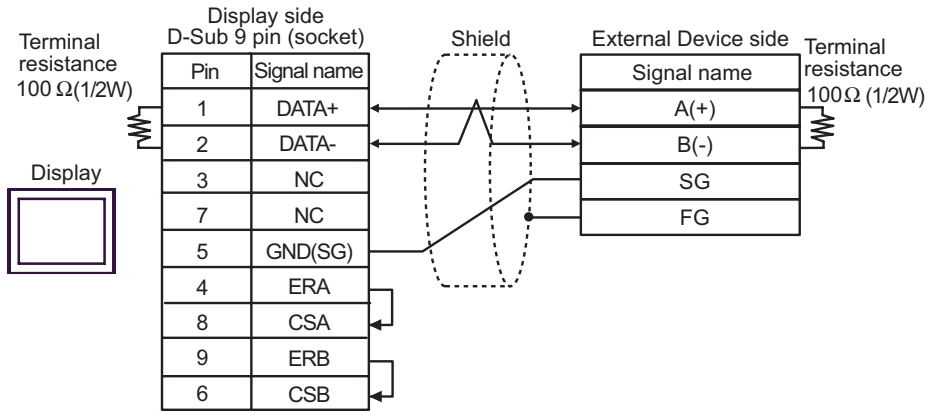 Display side
D-Sub 9 pin (socket)
Shield
External Device side
Terminal
resistance
100 Ω(1/2W)
Terminal
resistance
100Ω (1/2W)
Pin Signal name
1 DATA+
2 DATA-
3 NC
7 NC
5 GND(SG)
4 ERA
8 CSA
9 ERB
6 CSB
Signal name
A(+)
B(-)
SG
FG
Display